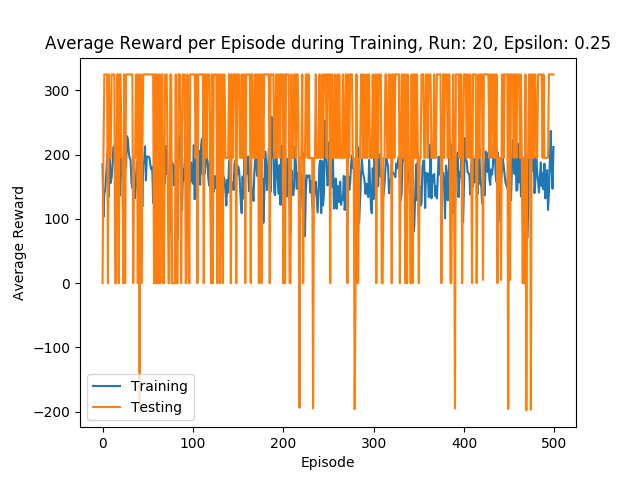 Average Reward per Episode during Training, Run: 20, Epsilon: 0.25
300
200
100
0
−100
−200
Average Reward
Training
Testing
0 100 200 300 400 500
Episode